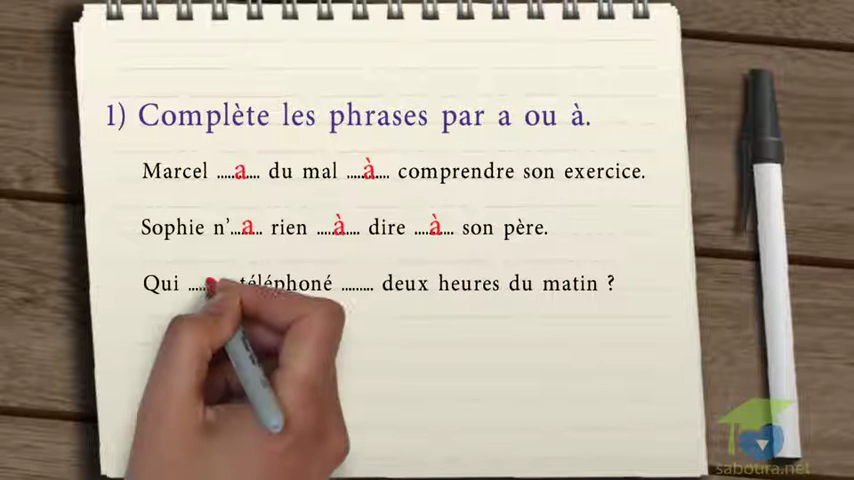 1) Complète les phrases par a ou à.
Marcel .....a.... du mal ....à.... comprendre son exercice.
Sophie n'...a... rien .....à.... dire ....à.... son père.
Qui ..... téléphoné ......... deux heures du matin ?
saboura.net